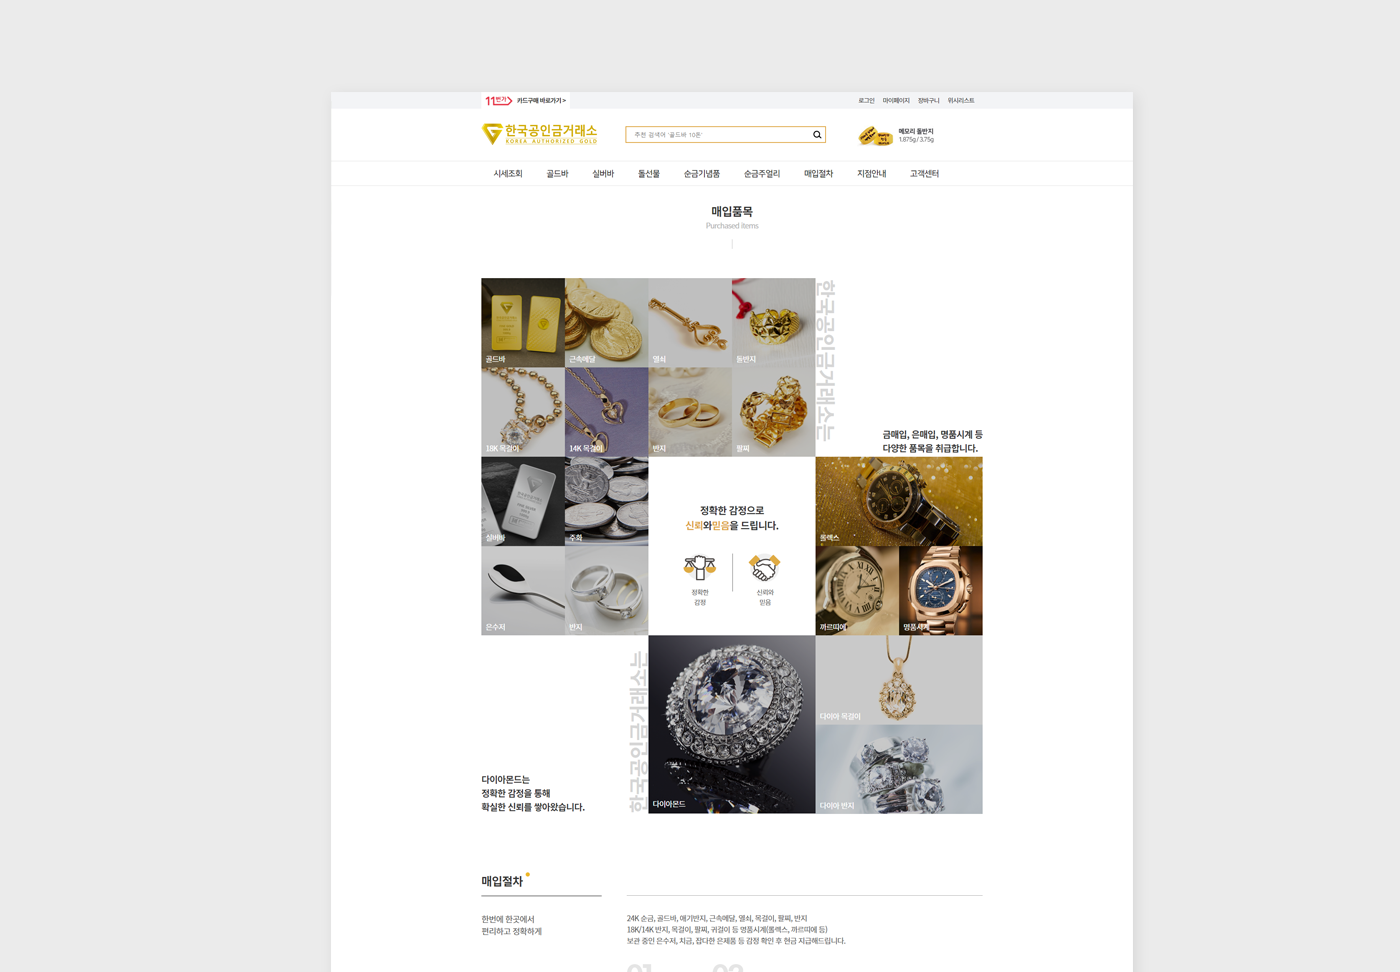 11번가 카드구매 바로가기 >
로그인 마이페이지 장바구니 위시리스트
한국공인금거래소
KOREA AUTHORIZED GOLD
추천 검색어 '골드바 10돈'
메모리 돌반지
1.875g / 3.75g
시세조회 골드바 실버바 돌선물 순금기념품 순금주얼리 매입절차 지점안내 고객센터
매입품목
Purchased items
골드바
근속메달
열쇠
돌반지
한국공인금거래소는
18K 목걸이
14K 목걸이
반지
팔찌
금매입, 은매입, 명품시계 등
다양한 품목을 취급합니다.
실버바
주화
정확한 감정으로
신뢰와믿음을 드립니다.
정확한
감정
신뢰와
믿음
롤렉스
은수저
반지
까르띠에
명품시계
한국공인금거래소는
다이아 목걸이
다이아몬드는
정확한 감정을 통해
확실한 신뢰를 쌓아왔습니다.
다이아몬드
다이아 반지
매입절차
한번에 한곳에서
편리하고 정확하게
24K 순금, 골드바, 애기반지, 근속메달, 열쇠, 목걸이, 팔찌, 반지
18K/14K 반지, 목걸이, 팔찌, 귀걸이 등 명품시계(롤렉스, 까르띠에 등)
보관 중인 은수저, 치금, 잡다한 은제품 등 감정 확인 후 현금 지급해드립니다.
01 02